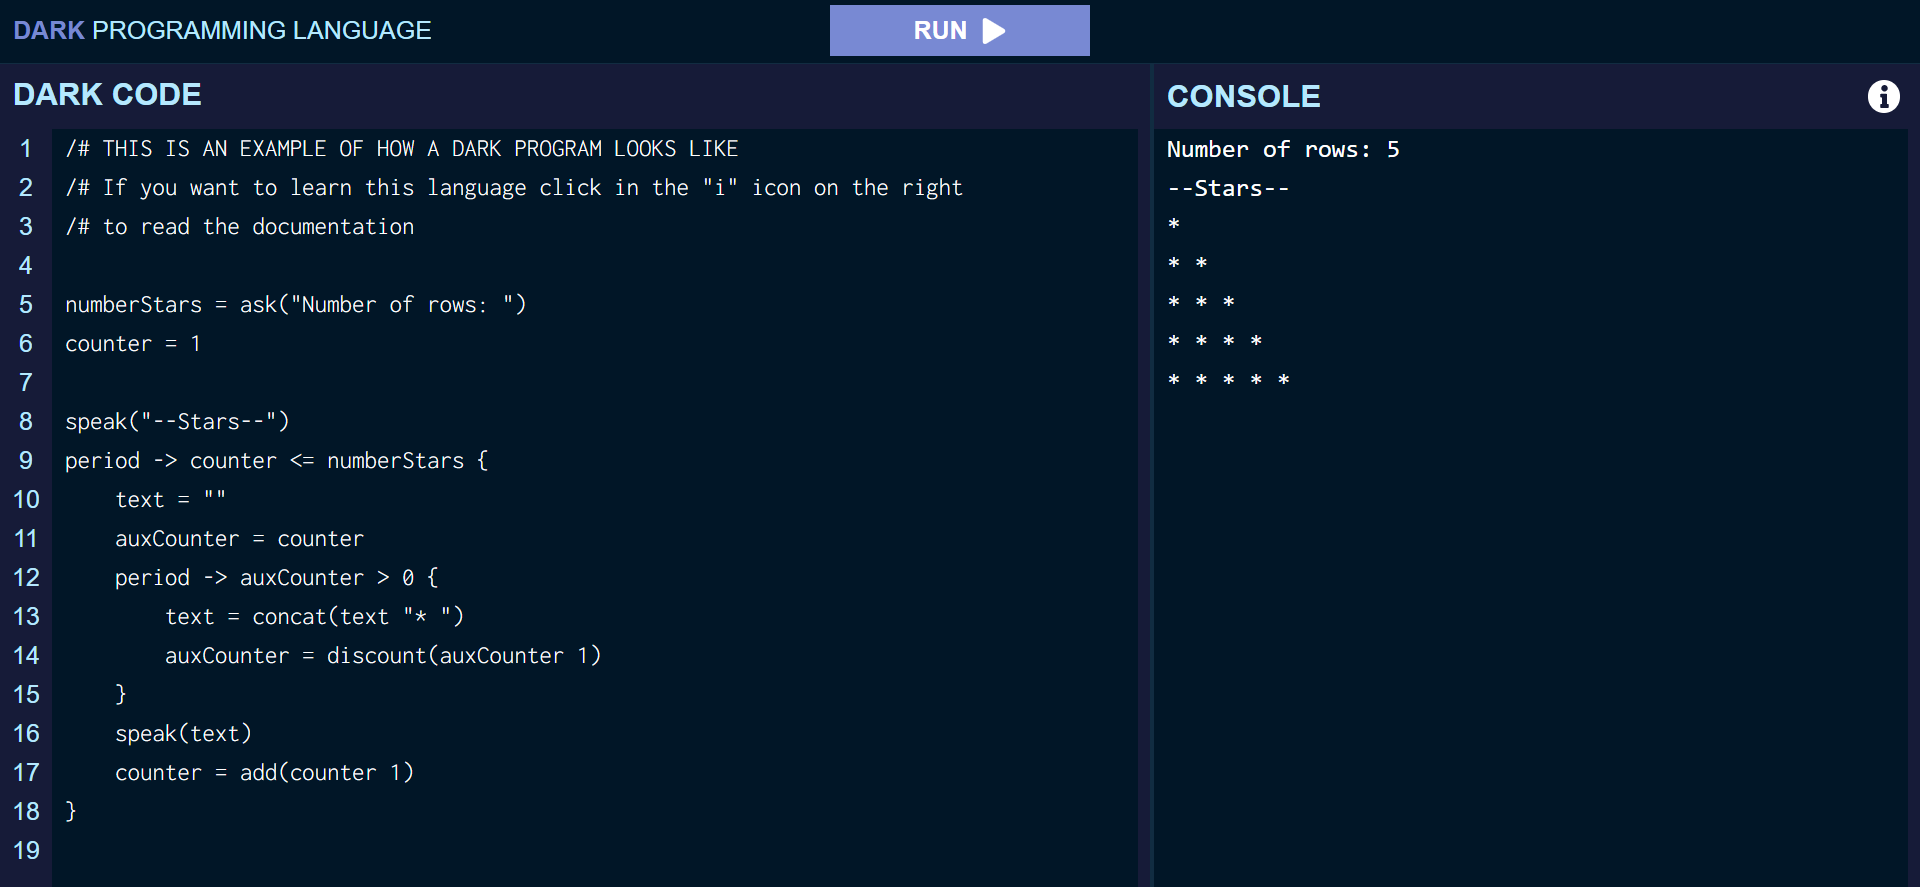 DARK PROGRAMMING LANGUAGE
RUN
DARK CODE
1 /# THIS IS AN EXAMPLE OF HOW A DARK PROGRAM LOOKS LIKE
2 /# If you want to learn this language click in the "i" icon on the right
3 /# to read the documentation
4
5 numberStars = ask("Number of rows: ")
6 counter = 1
7
8 speak("--Stars--")
9 period -> counter <= numberStars {
10     text = ""
11     auxCounter = counter
12     period -> auxCounter > 0 {
13         text = concat(text "* ")
14         auxCounter = discount(auxCounter 1)
15     }
16     speak(text)
17     counter = add(counter 1)
18 }
19
CONSOLE
Number of rows: 5
--Stars--
*
* *
* * *
* * * *
* * * * *